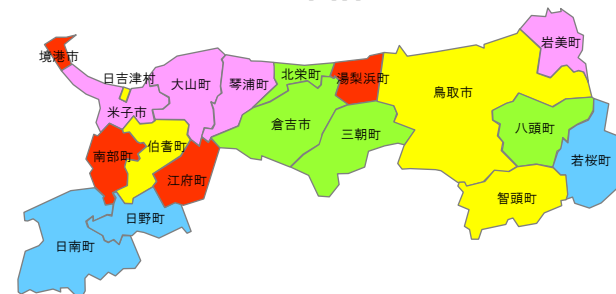 境港市
日吉津村
米子市
大山町
琴浦町
北栄町
湯梨浜町
倉吉市
三朝町
鳥取市
岩美町
八頭町
若桜町
智頭町
南部町
伯耆町
江府町
日野町
日南町